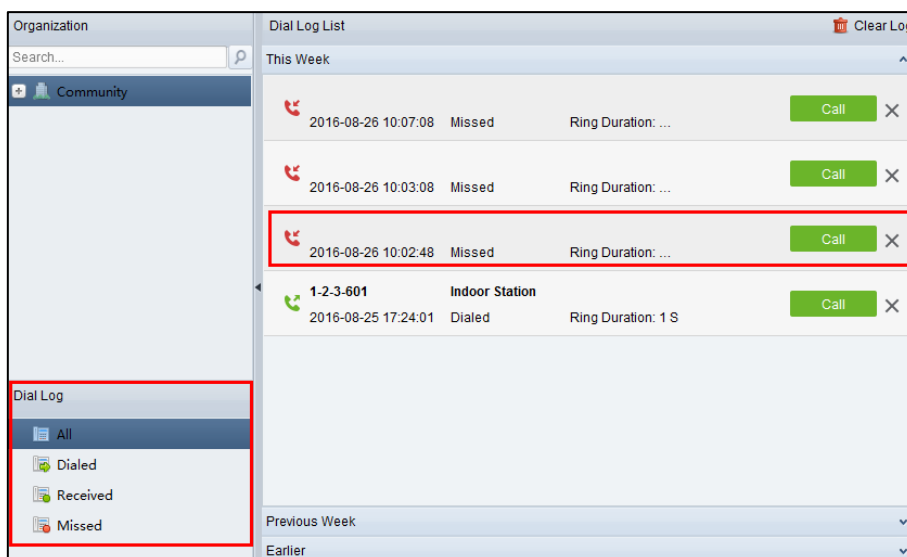 Organization
Search...
Community
Dial Log
All
Dialed
Received
Missed
Dial Log List
Clear Log
This Week
2016-08-26 10:07:08 Missed Ring Duration: ... Call
2016-08-26 10:03:08 Missed Ring Duration: ... Call
2016-08-26 10:02:48 Missed Ring Duration: ... Call
1-2-3-601 Indoor Station
2016-08-25 17:24:01 Dialed Ring Duration: 1 S Call
Previous Week
Earlier